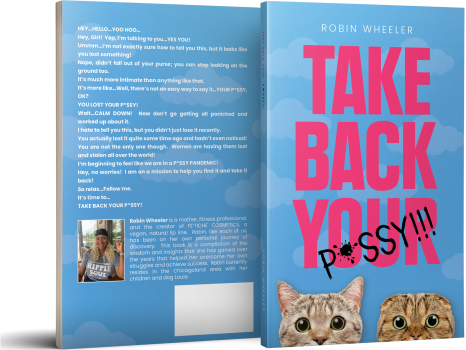 HEY...HELLO...YOO HOO...
Hey, Girl! Yep, I'm talking to you...YES YOU!
Ummm...I'm not exactly sure how to tell you this, but it looks like
you lost something!
Nope, didn't fall out of your purse; you can stop looking on the
ground too.
It's much more intimate than anything like that.
It's more like...Well, there's not an easy way to say it...YOUR P*SSY,
OK?
YOU LOST YOUR P*SSY!
Wait...CALM DOWN! Now don't go getting all panicked and
worked up about it.
I hate to tell you this, but you didn't just lose it recently.
You actually lost it quite some time ago and hadn't even noticed!
You are not the only one though. Women are having them lost
and stolen all over the world!
I'm beginning to feel like we are in a P*SSY PANDEMIC!
Hey, no worries! I am on a mission to help you find it and take it
back!
So relax...Follow me.
It's time to...
TAKE BACK YOUR P*SSY!
Robin Wheeler is a mother, fitness professional,
and the creator of FE'TICHE COSMETICS, a
vegan, natural lip line. Robin, like each of us,
has been on her own personal journey of
discovery. This book is a compilation of the
wisdom and insights that she has gained over
the years that helped her overcome her own
struggles and achieve success. Robin currently
resides in the Chicagoland area with her
children and dog Louie.
HIPPIE
SOUL
ROBIN WHEELER
TAKE
BACK
YOUR
P SSY!!!